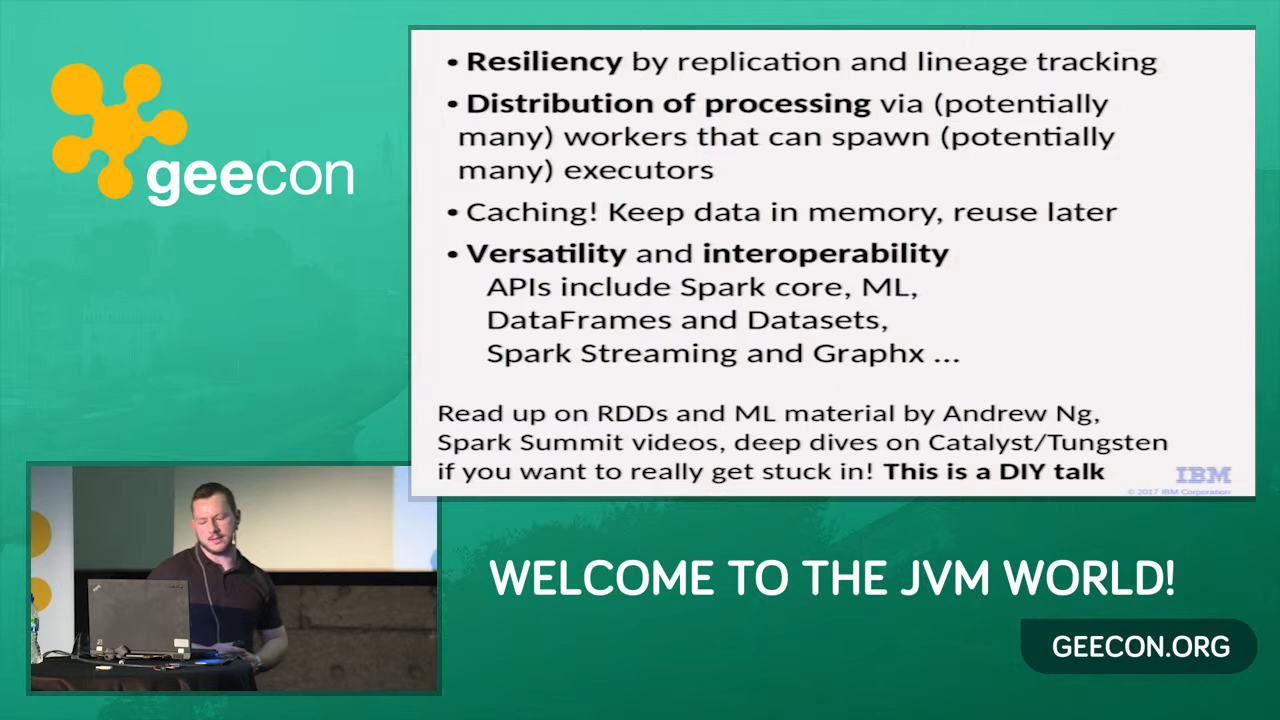 geecon
• Resiliency by replication and lineage tracking
• Distribution of processing via (potentially
many) workers that can spawn (potentially
many) executors
• Caching! Keep data in memory, reuse later
• Versatility and interoperability
APIs include Spark core, ML,
DataFrames and Datasets,
Spark Streaming and Graphx ...
Read up on RDDs and ML material by Andrew Ng,
Spark Summit videos, deep dives on Catalyst/Tungsten
if you want to really get stuck in! This is a DIY talk
IBM
© 2017 IBM Corporation
WELCOME TO THE JVM WORLD!
GEECON.ORG